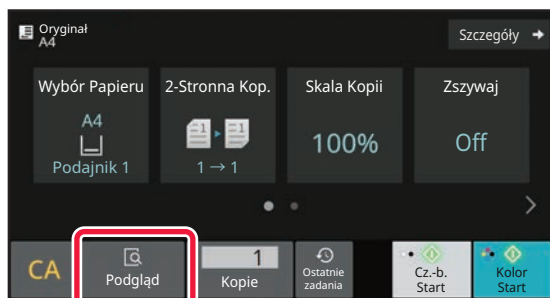 Oryginał
A4
Szczegóły
Wybór Papieru
A4
Podajnik 1
2-Stronna Kop.
1 → 1
Skala Kopii
100%
Zszywaj
Off
CA
Podgląd
1
Kopie
Ostatnie
zadania
Cz.-b.
Start
Kolor
Start